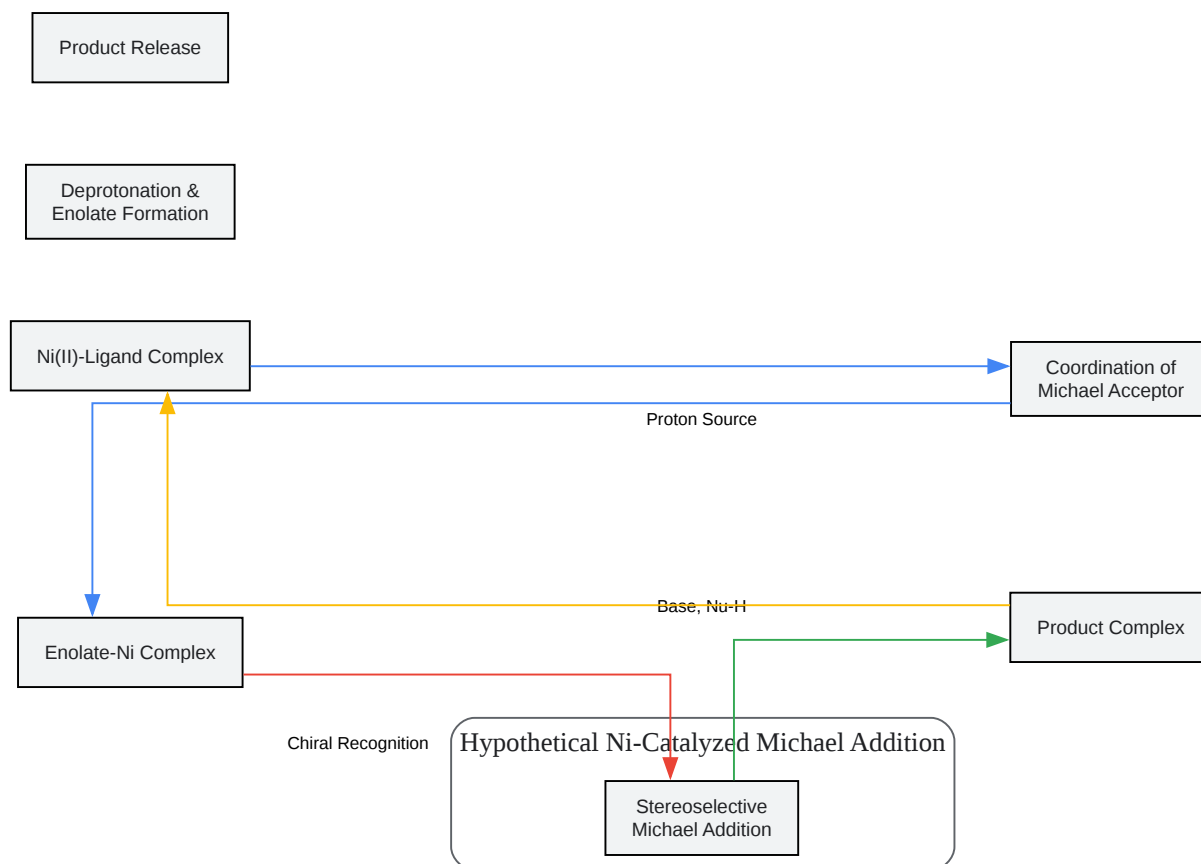 Product Release
Deprotonation &
Enolate Formation
Ni(II)-Ligand Complex
Coordination of
Michael Acceptor
Proton Source
Base, Nu-H
Product Complex
Enolate-Ni Complex
Chiral Recognition
Hypothetical Ni-Catalyzed Michael Addition
Stereoselective
Michael Addition